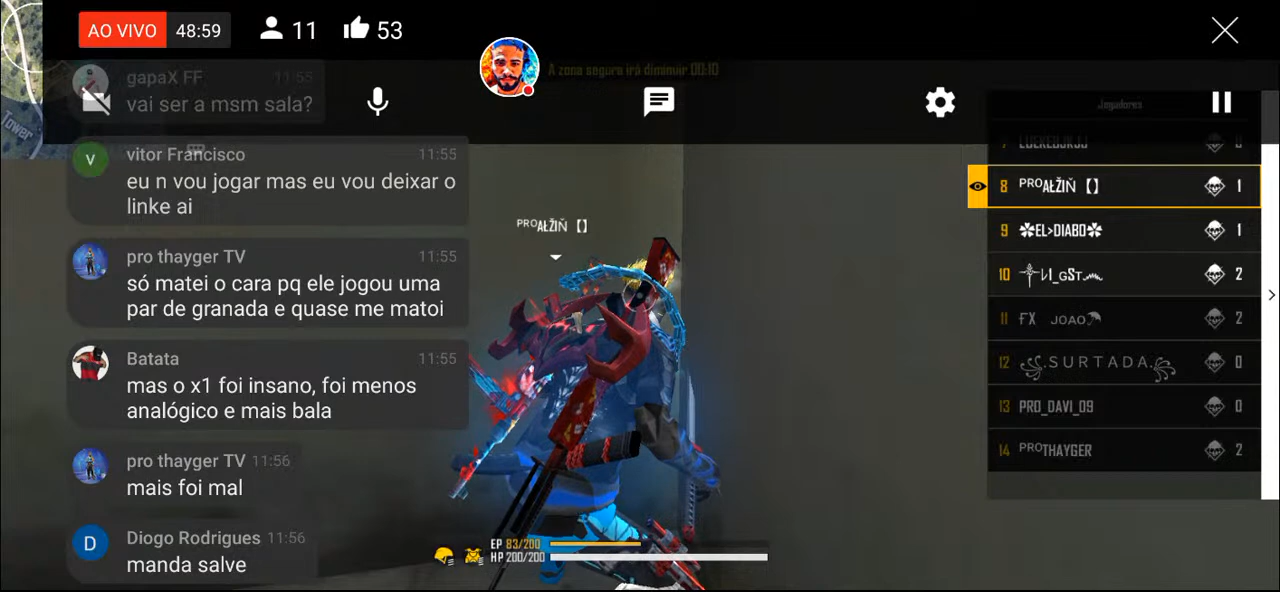 AO VIVO 48:59 11 53
A zona segura irá diminuir 00:10
gapaX FF 11:55
vai ser a msm sala?
Tower
vitor Francisco 11:55
eu n vou jogar mas eu vou deixar o
linke ai
pro thayger TV 11:55
só matei o cara pq ele jogou uma
par de granada e quase me matoi
Batata 11:55
mas o x1 foi insano, foi menos
analógico e mais bala
pro thayger TV 11:56
mais foi mal
Diogo Rodrigues 11:56
manda salve
V
D
PROAŁŽIŇ 【】
EP 83/200
HP 200/200
Jogadores
7
8 PROAŁŽIŇ 【】 1
9 ✽EL>DIABO✽ 1
10 2
11 FX JOAO 2
12 .SURTADA. 0
13 PRO_DAVI_09 0
14 PROTHAYGER 2